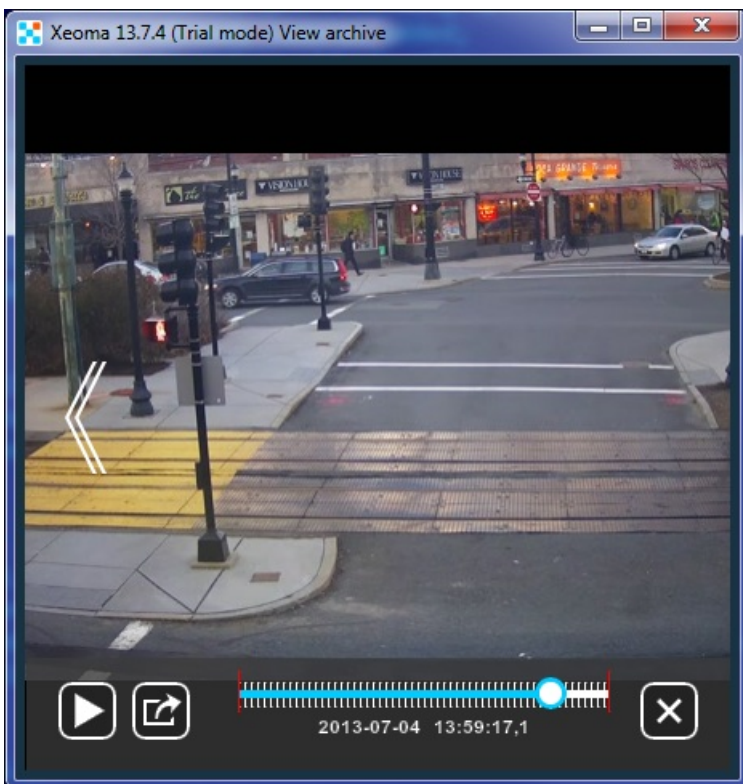 Xeoma 13.7.4 (Trial mode) View archive
VISION HOUSE
VISION HOUSE
GRANDE
2013-07-04 13:59:17,1